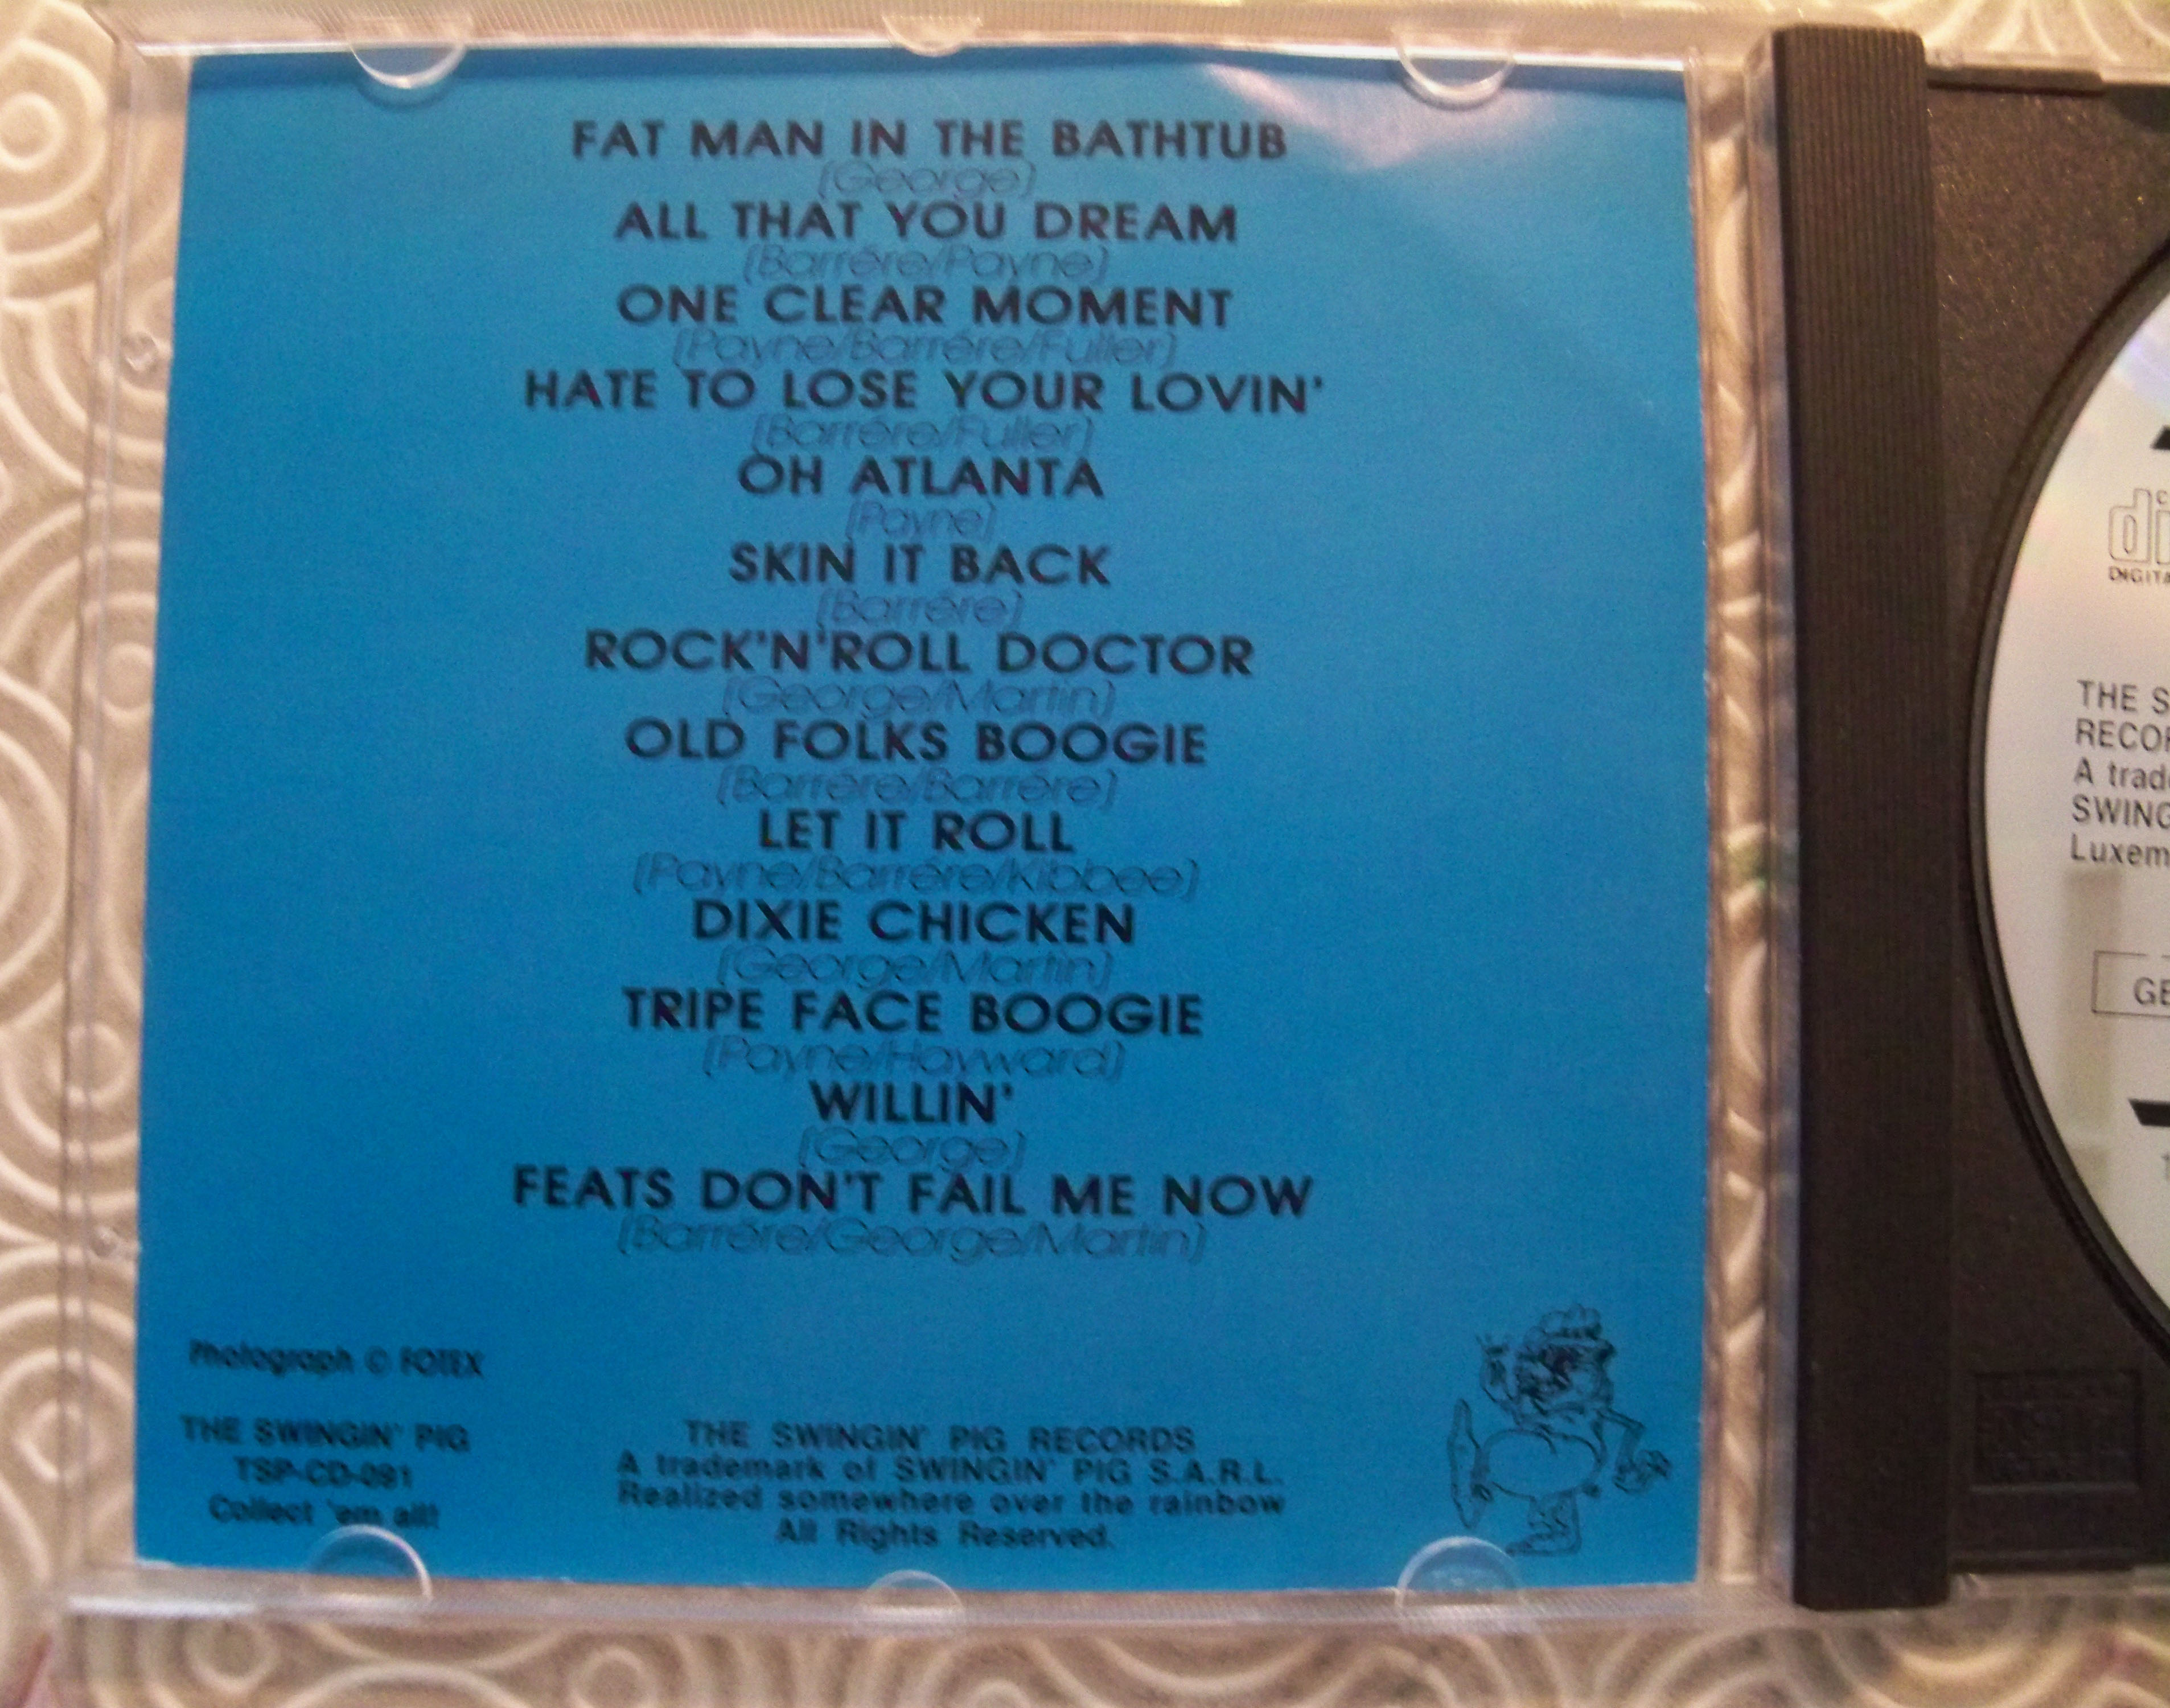 FAT MAN IN THE BATHTUB
(George)
ALL THAT YOU DREAM
(Barrére/Payne)
ONE CLEAR MOMENT
(Payne/Barrére/Fuller)
HATE TO LOSE YOUR LOVIN'
(Barrére/Fuller)
OH ATLANTA
(Payne)
SKIN IT BACK
(Barrére)
ROCK'N'ROLL DOCTOR
(George/Martin)
OLD FOLKS BOOGIE
(Barrére/Barrére)
LET IT ROLL
(Payne/Barrére/Kibbee)
DIXIE CHICKEN
(George/Martin)
TRIPE FACE BOOGIE
(Payne/Hayward)
WILLIN'
(George)
FEATS DON'T FAIL ME NOW
(Barrére/George/Martin)
Photograph © FOTEX
THE SWINGIN' PIG
TSP-CD-091
Collect 'em all!
THE SWINGIN' PIG RECORDS
A trademark of SWINGIN' PIG S.A.R.L.
Realized somewhere over the rainbow
All Rights Reserved.
di
DIGITA
THE S
RECOR
A trad
SWING
Luxem
GE